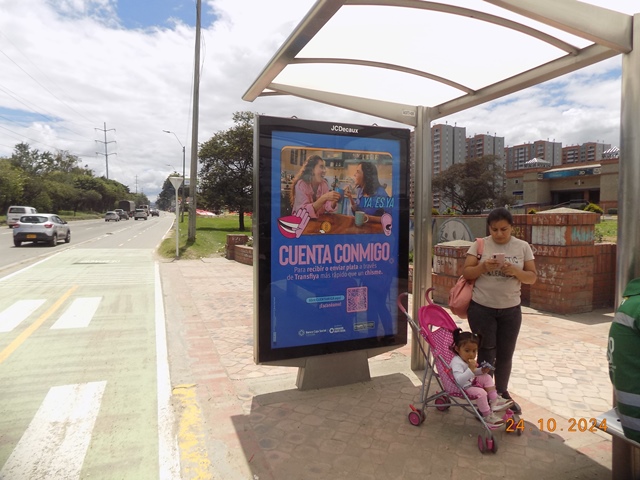 JCDecaux
YA, ES YA
CUENTA CONMIGO
Para recibir o enviar plata a través
de Transfiya más rápido que un chisme.
24 10 2024